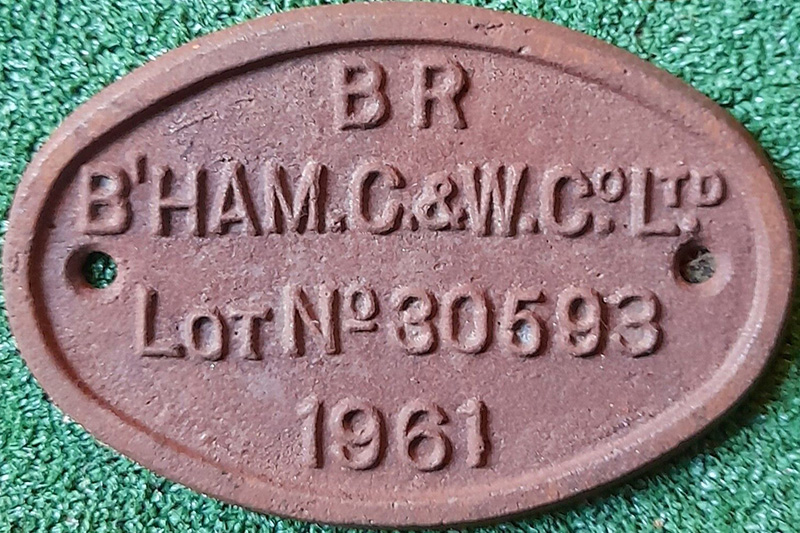 BR
B'HAM.C.&W.Cº.LTD.
LOT Nº 30593
1961